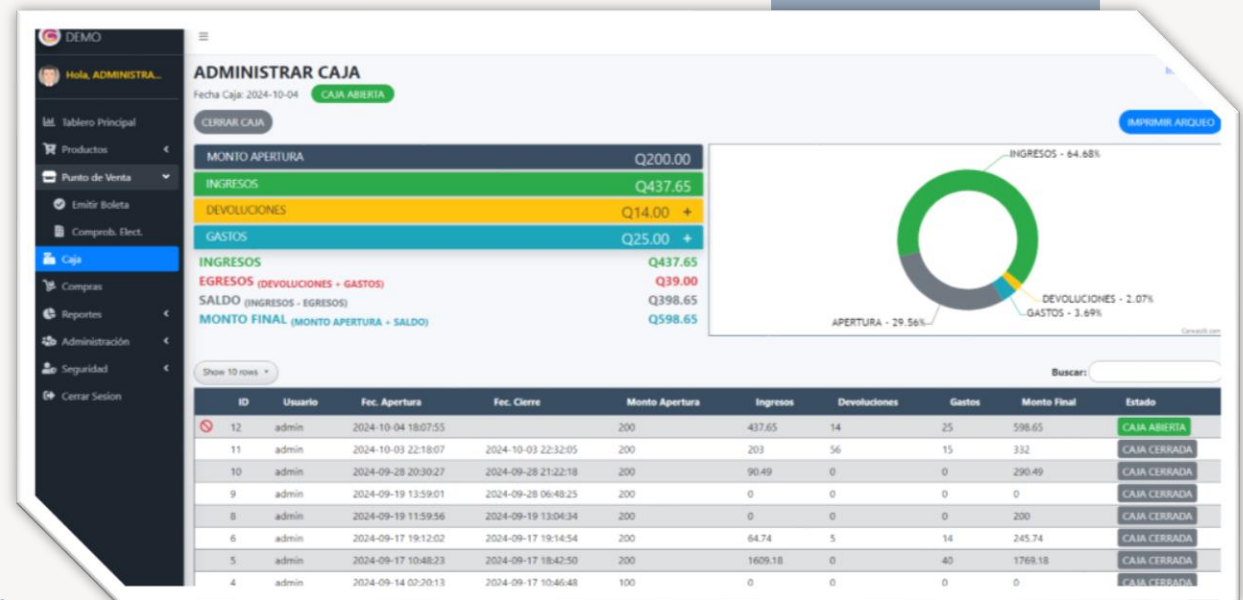 DEMO
Hola, ADMINISTRA...
Tablero Principal
Productos
Punto de Venta
Emitir Boleta
Comprob. Elect.
Caja
Compras
Reportes
Administración
Seguridad
Cerrar Sesion
ADMINISTRAR CAJA
Fecha Caja: 2024-10-04 CAJA ABIERTA
CERRAR CAJA IMPRIMIR ARQUEO
MONTO APERTURA Q200.00
INGRESOS Q437.65
DEVOLUCIONES Q14.00 +
GASTOS Q25.00 +
INGRESOS Q437.65
EGRESOS (DEVOLUCIONES + GASTOS) Q39.00
SALDO (INGRESOS - EGRESOS) Q398.65
MONTO FINAL (MONTO APERTURA + SALDO) Q598.65
INGRESOS - 64.68%
DEVOLUCIONES - 2.07%
GASTOS - 3.69%
APERTURA - 29.56%
CanvasJS.com
Show 10 rows Buscar:
ID Usuario Fec. Apertura Fec. Cierre Monto Apertura Ingresos Devoluciones Gastos Monto Final Estado
12 admin 2024-10-04 18:07:55 200 437.65 14 25 598.65 CAJA ABIERTA
11 admin 2024-10-03 22:18:07 2024-10-03 22:32:05 200 203 56 15 332 CAJA CERRADA
10 admin 2024-09-28 20:30:27 2024-09-28 21:22:18 200 90.49 0 0 290.49 CAJA CERRADA
9 admin 2024-09-19 13:59:01 2024-09-28 06:48:25 200 0 0 0 0 CAJA CERRADA
8 admin 2024-09-19 11:59:56 2024-09-19 13:04:34 200 0 0 0 200 CAJA CERRADA
6 admin 2024-09-17 19:12:02 2024-09-17 19:14:54 200 64.74 5 14 245.74 CAJA CERRADA
5 admin 2024-09-17 10:48:23 2024-09-17 18:42:50 200 1609.18 0 40 1769.18 CAJA CERRADA
4 admin 2024-09-14 02:20:13 2024-09-17 10:46:48 100 0 0 0 0 CAJA CERRADA